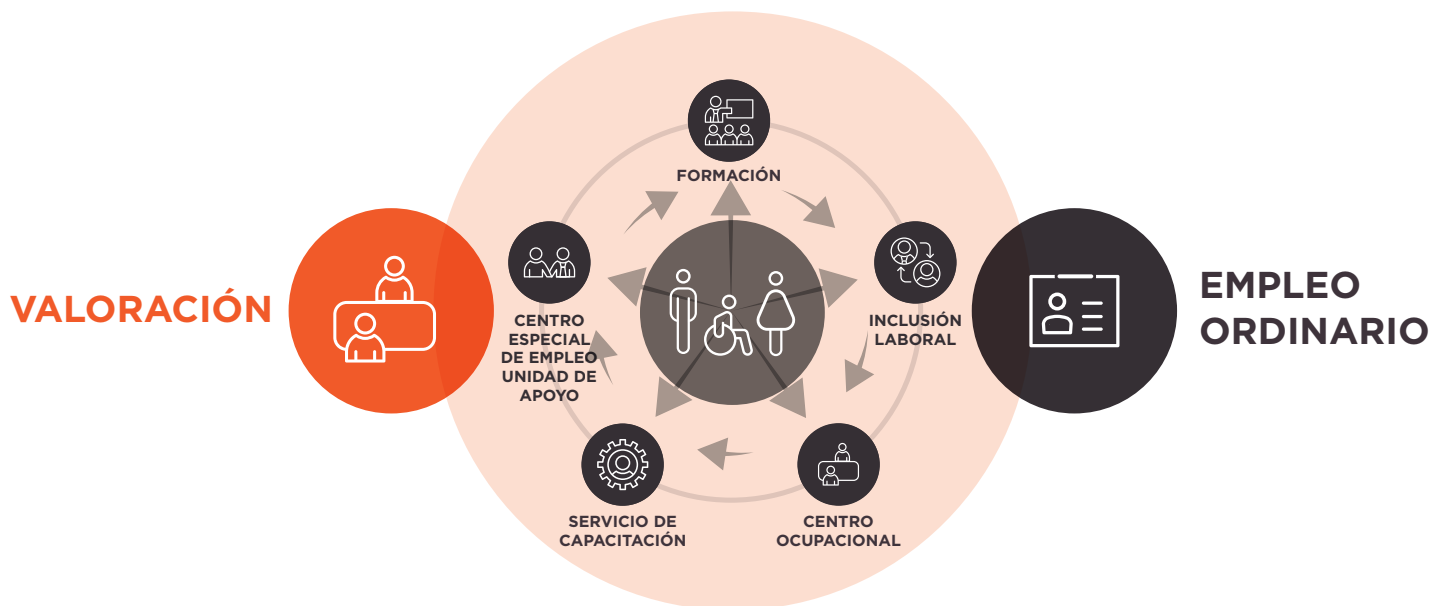 FORMACIÓN
VALORACIÓN
CENTRO
ESPECIAL
DE EMPLEO
UNIDAD DE
APOYO
INCLUSIÓN
LABORAL
EMPLEO
ORDINARIO
SERVICIO DE
CAPACITACIÓN
CENTRO
OCUPACIONAL